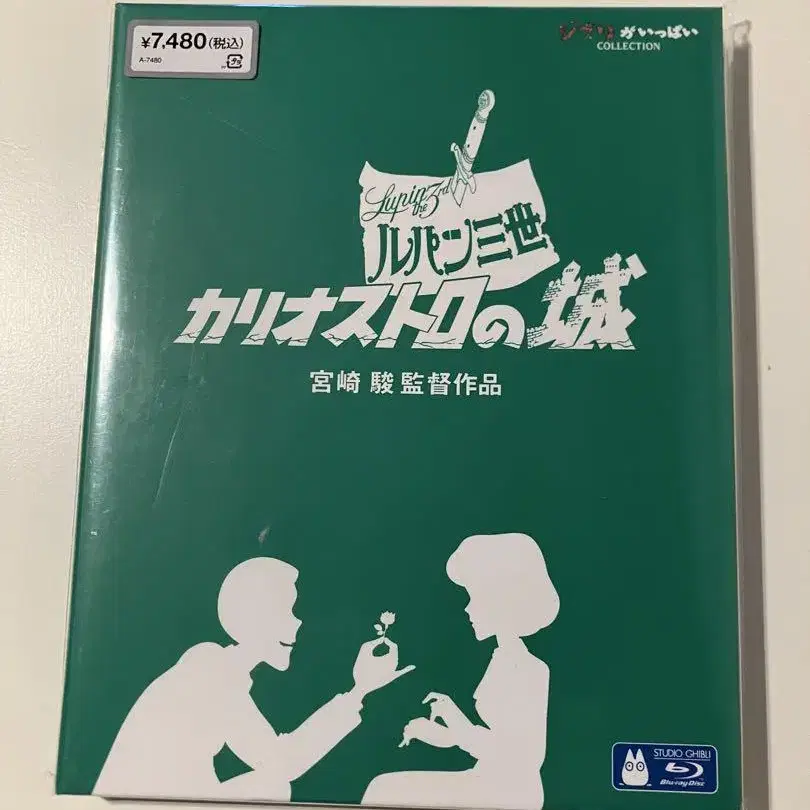 ¥7,480(税込)
A-7480
ジブリがいっぱい
COLLECTION
Lupin the 3rd
ルパン三世
カリオストロの城
宮崎 駿 監督作品
STUDIO GHIBLI
Blu-ray Disc